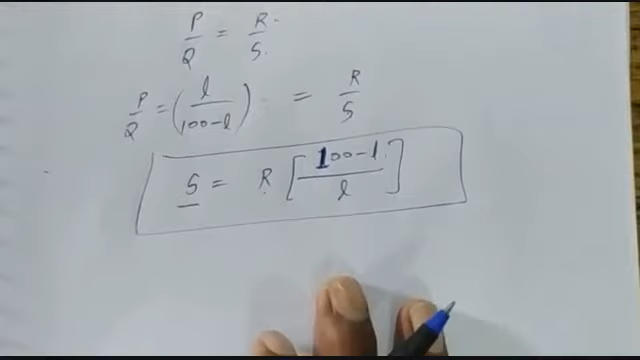 P/Q = R/S
P/Q = (l/100-l) = R/S
S = R [100-l/l]